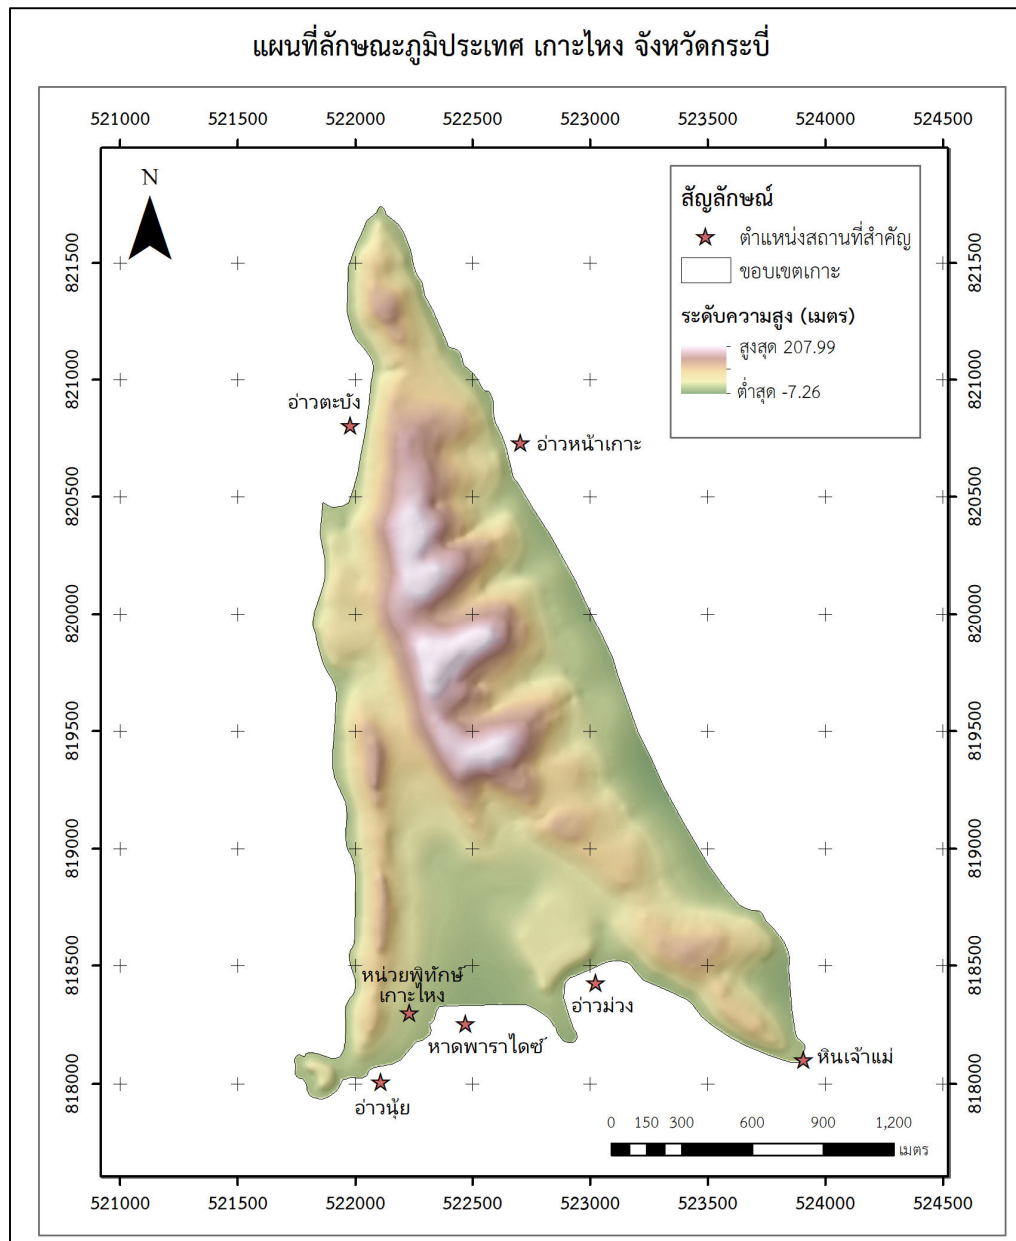 แผนที่ลักษณะภูมิประเทศ เกาะไหง จังหวัดกระบี่
521000 521500 522000 522500 523000 523500 524000 524500
N
สัญลักษณ์
ตำแหน่งสถานที่สำคัญ
ขอบเขตเกาะ
ระดับความสูง (เมตร)
สูงสุด 207.99
ต่ำสุด -7.26
821500 821500
821000 821000
อ่าวตะบัง
อ่าวหน้าเกาะ
820500 820500
820000 820000
819500 819500
819000 819000
818500 818500
หน่วยพิทักษ์
เกาะไหง
อ่าวม่วง
หาดพาราไดซ์
หินเจ้าแม่
818000 818000
อ่าวนุ้ย
0 150 300 600 900 1,200
เมตร
521000 521500 522000 522500 523000 523500 524000 524500